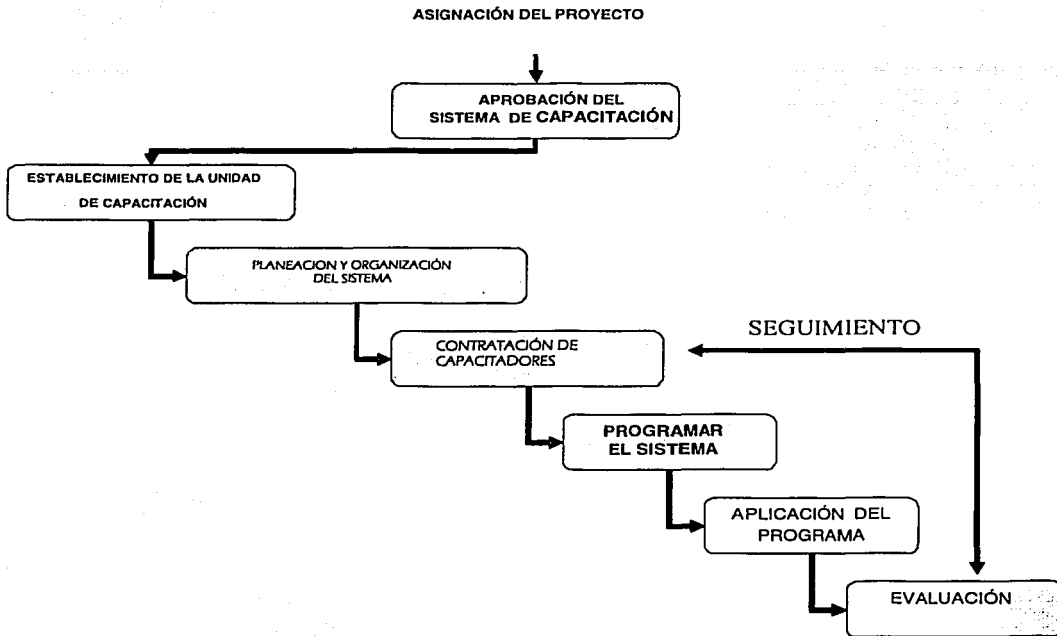 ASIGNACIÓN DEL PROYECTO
APROBACIÓN DEL
SISTEMA DE CAPACITACIÓN
ESTABLECIMIENTO DE LA UNIDAD
DE CAPACITACIÓN
PLANEACION Y ORGANIZACIÓN
DEL SISTEMA
CONTRATACIÓN DE
CAPACITADORES
SEGUIMIENTO
PROGRAMAR
EL SISTEMA
APLICACIÓN DEL
PROGRAMA
EVALUACIÓN